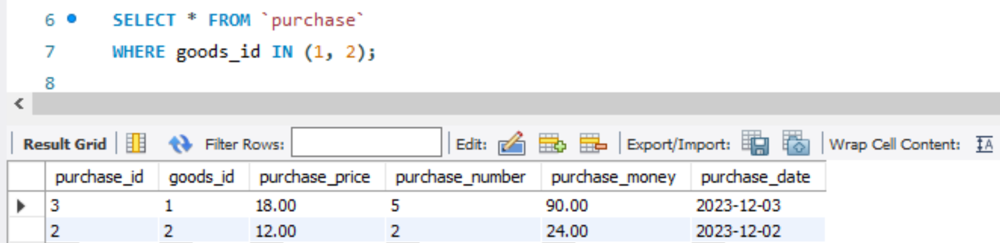 6 SELECT * FROM `purchase`
7 WHERE goods_id IN (1, 2);
8
Result Grid Filter Rows: Edit: Export/Import: Wrap Cell Content: IA
purchase_id goods_id purchase_price purchase_number purchase_money purchase_date
3 1 18.00 5 90.00 2023-12-03
2 2 12.00 2 24.00 2023-12-02